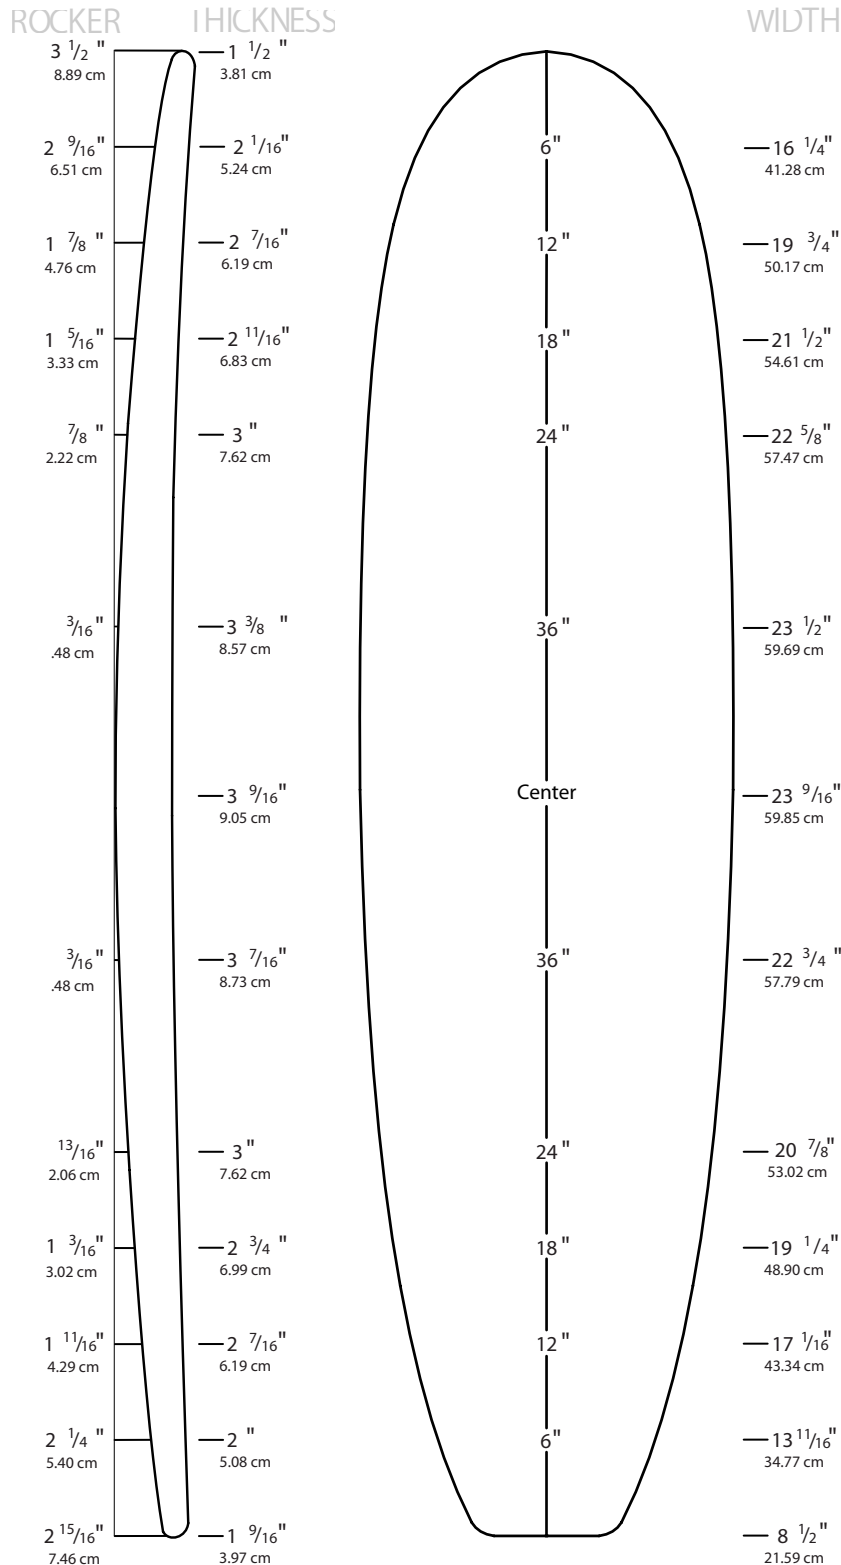 ROCKER THICKNESS WIDTH
3 1/2 " 1 1/2 "
8.89 cm 3.81 cm
2 9/16" 2 1/16" 6" 16 1/4"
6.51 cm 5.24 cm 41.28 cm
1 7/8 " 2 7/16" 12" 19 3/4"
4.76 cm 6.19 cm 50.17 cm
1 5/16" 2 11/16" 18" 21 1/2"
3.33 cm 6.83 cm 54.61 cm
7/8 " 3 " 24" 22 5/8"
2.22 cm 7.62 cm 57.47 cm
3/16" 3 3/8 " 36" 23 1/2"
.48 cm 8.57 cm 59.69 cm
3 9/16" Center 23 9/16"
9.05 cm 59.85 cm
3/16" 3 7/16" 36" 22 3/4 "
.48 cm 8.73 cm 57.79 cm
13/16" 3" 24" 20 7/8"
2.06 cm 7.62 cm 53.02 cm
1 3/16" 2 3/4 " 18" 19 1/4"
3.02 cm 6.99 cm 48.90 cm
1 11/16" 2 7/16" 12" 17 1/16"
4.29 cm 6.19 cm 43.34 cm
2 1/4 " 2 " 6" 13 11/16"
5.40 cm 5.08 cm 34.77 cm
2 15/16" 1 9/16" 8 1/2"
7.46 cm 3.97 cm 21.59 cm